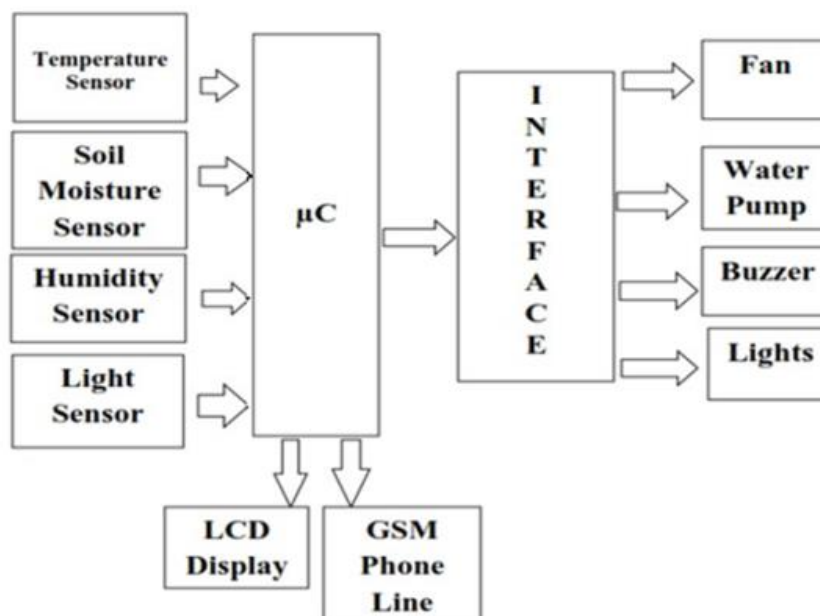 Temperature
Sensor
Soil
Moisture
Sensor
Humidity
Sensor
Light
Sensor
µC
I
N
T
E
R
F
A
C
E
Fan
Water
Pump
Buzzer
Lights
LCD
Display
GSM
Phone
Line